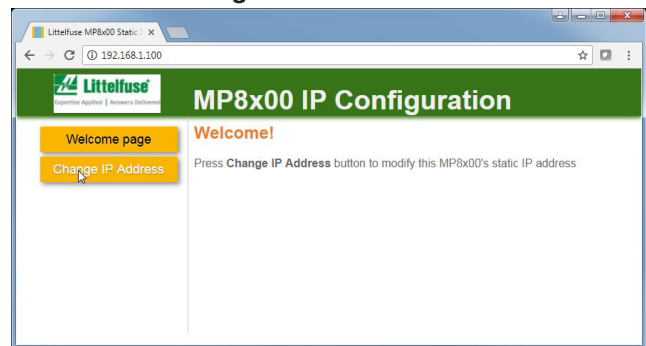 Littelfuse MP8x00 Static
192.168.1.100
Littelfuse
Expertise Applied | Answers Delivered
MP8x00 IP Configuration
Welcome page
Change IP Address
Welcome!
Press Change IP Address button to modify this MP8x00's static IP address